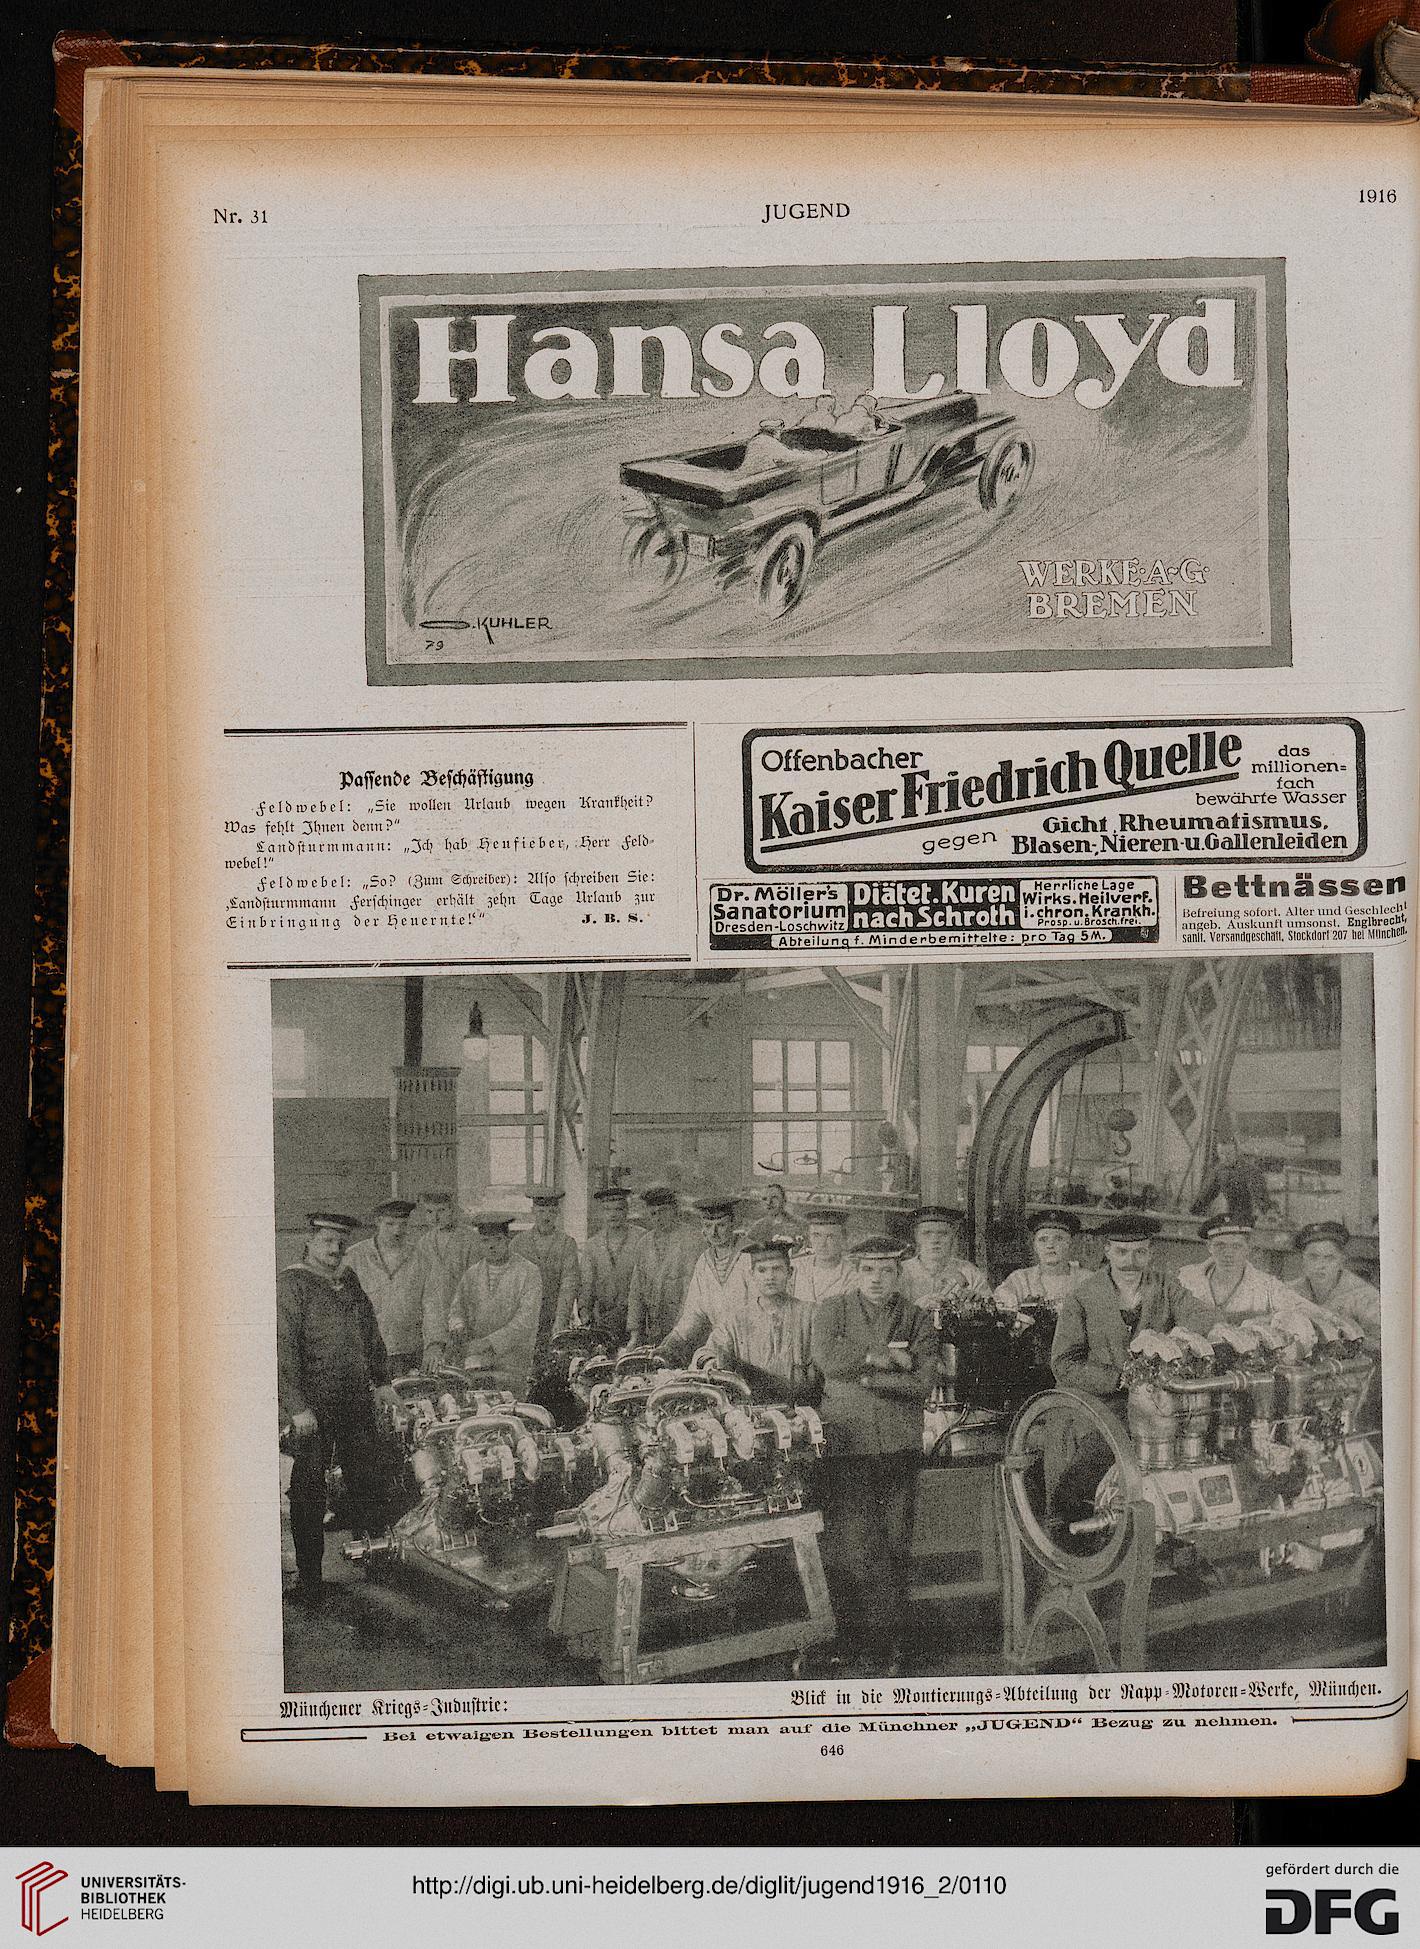 Nr. 31
JUGEND
1916
Hansa Lloyd
WERKE·A-G·
BREMEN
O.KUHLER
79
Passende Beschäftigung
Feldwebel: „Sie wollen Urlaub wegen Krankheit?
Was fehlt Ihnen denn?“
Landsturmmann: „Ich hab Heufieber, Herr Feld-
webel!“
Feldwebel: „So? (Zum Schreiber): Also schreiben Sie:
‚Landsturmmann Ferschinger erhält zehn Tage Urlaub zur
Einbringung der Heuernte!‘“
J. B. S.
Offenbacher
Kaiser Friedrich Quelle
das
millionen=
fach
bewährte Wasser
gegen
Gicht, Rheumatismus,
Blasen-, Nieren-u.Gallenleiden
Dr. Möller's
Sanatorium
Dresden-Loschwitz
Diätet. Kuren
nach Schroth
Herrliche Lage
Wirks. Heilverf.
i. chron. Krankh.
Prosp. u. Brosch. frei.
Abteilung f. Minderbemittelte: pro Tag 5 M.
Bettnässen
Befreiung sofort. Alter und Geschlecht
angeb. Auskunft umsonst. Englbrecht,
sanit. Versandgeschäft, Stockdorf 207 bei München.
Münchener Kriegs-Industrie:
Blick in die Montierungs-Abteilung der Rapp-Motoren-Werke, München.
Bei etwaigen Bestellungen bittet man auf die Münchner „JUGEND“ Bezug zu nehmen.
646
UNIVERSITÄTS-
BIBLIOTHEK
HEIDELBERG
http://digi.ub.uni-heidelberg.de/diglit/jugend1916_2/0110
gefördert durch die
DFG